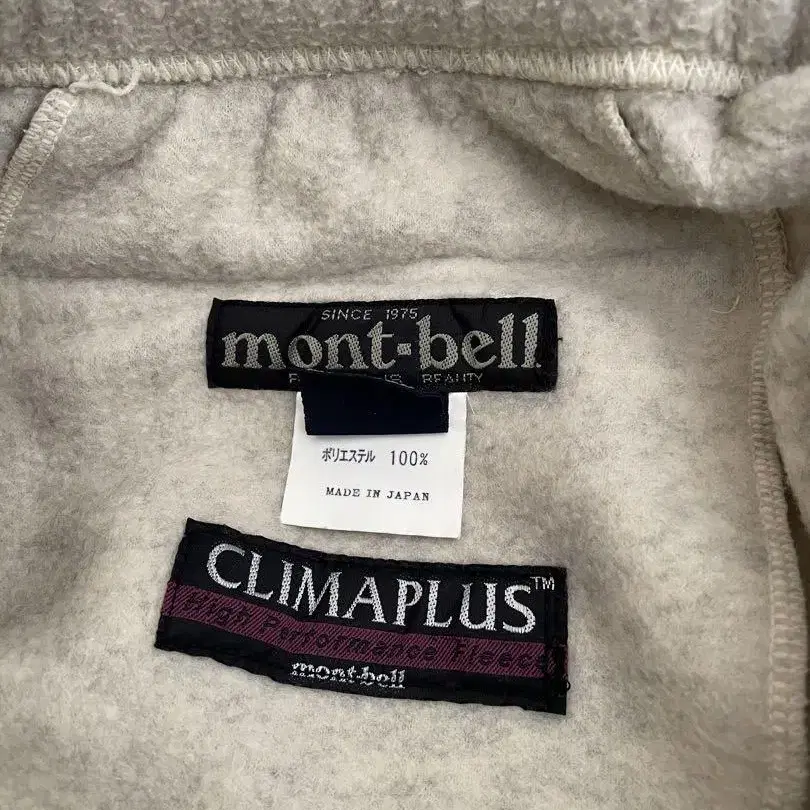 SINCE 1975
mont-bell
BEAUTY
ポリエステル 100%
MADE IN JAPAN
CLIMAPLUS™
High Performance Fleece
mont-bell